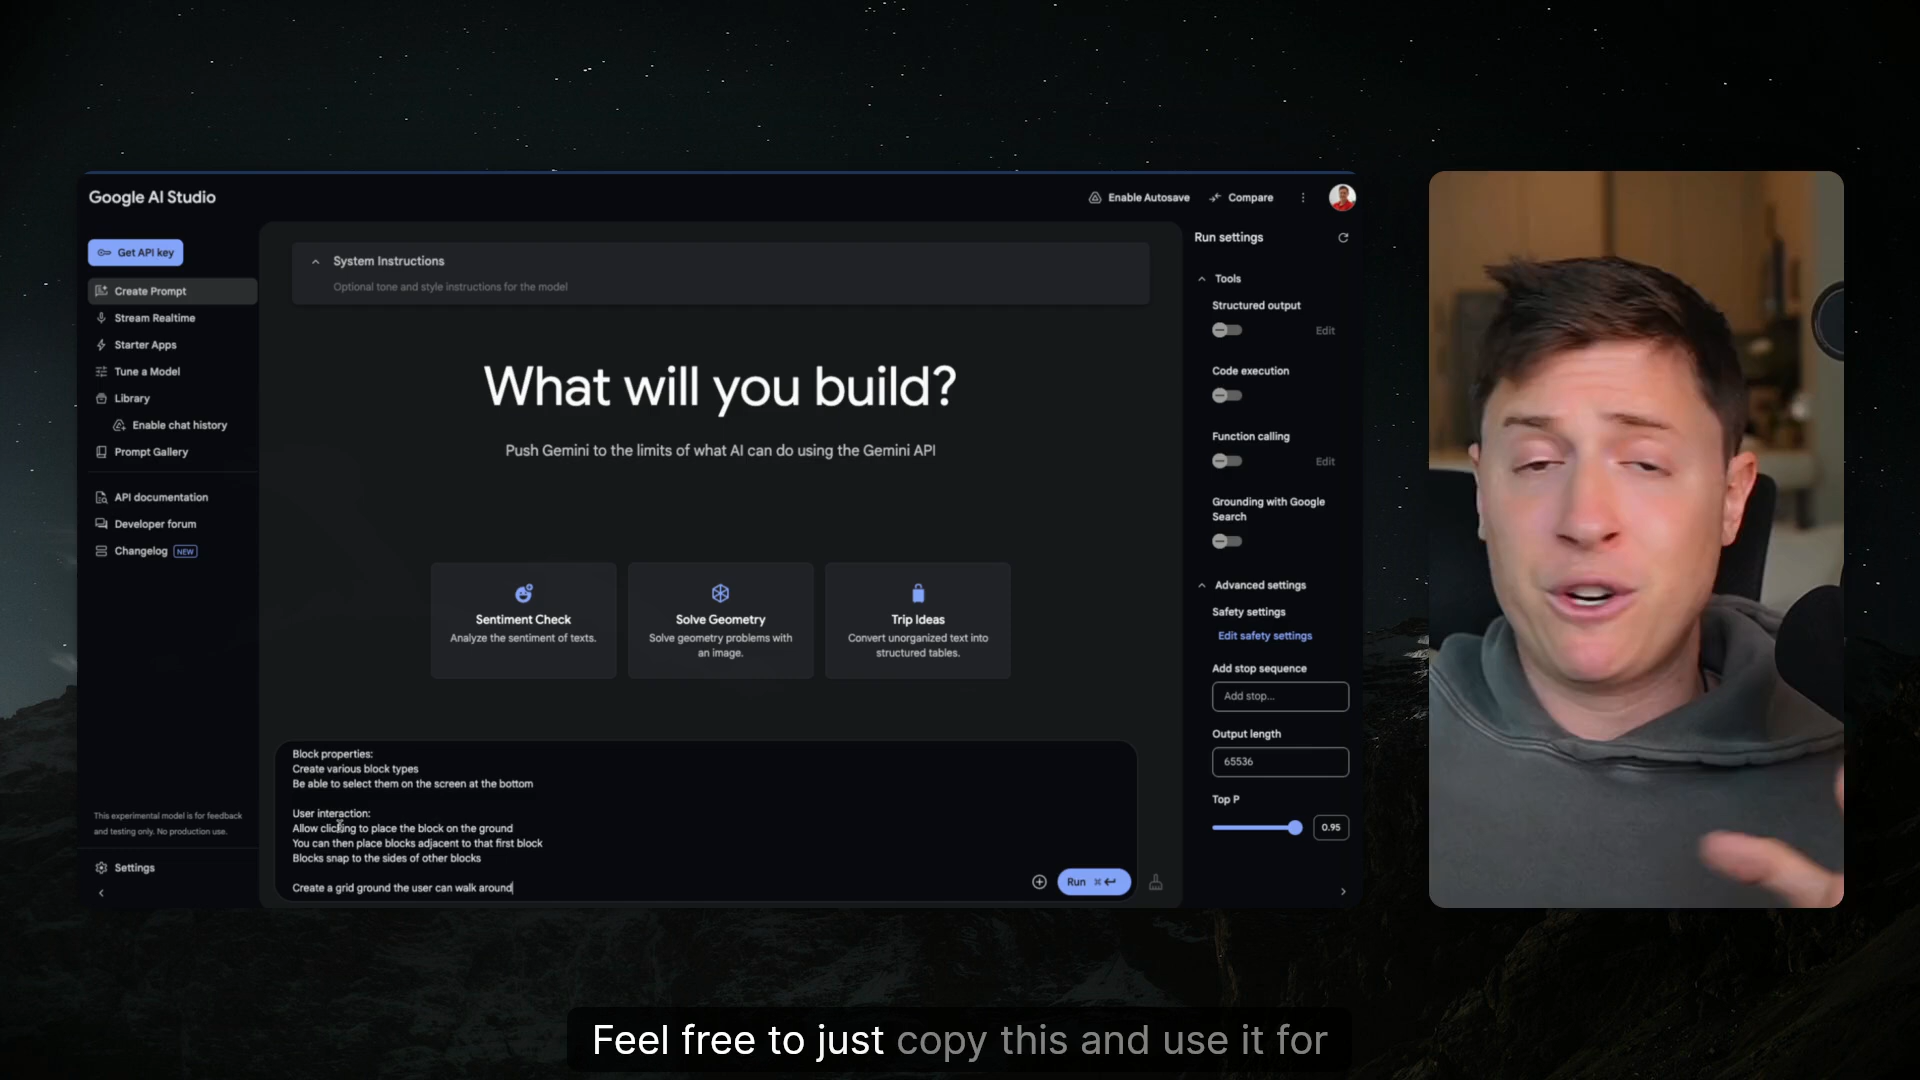 Google AI Studio
Enable Autosave
Compare
Get API key
Create Prompt
Stream Realtime
Starter Apps
Tune a Model
Library
Enable chat history
Prompt Gallery
API documentation
Developer forum
Changelog NEW
This experimental model is for feedback
and testing only. No production use.
Settings
System Instructions
Optional tone and style instructions for the model
What will you build?
Push Gemini to the limits of what AI can do using the Gemini API
Sentiment Check
Analyze the sentiment of texts.
Solve Geometry
Solve geometry problems with
an image.
Trip Ideas
Convert unorganized text into
structured tables.
Block properties:
Create various block types
Be able to select them on the screen at the bottom
User interaction:
Allow clicking to place the block on the ground
You can then place blocks adjacent to that first block
Blocks snap to the sides of other blocks
Create a grid ground the user can walk around
Run
Run settings
Tools
Structured output
Edit
Code execution
Function calling
Edit
Grounding with Google
Search
Advanced settings
Safety settings
Edit safety settings
Add stop sequence
Add stop...
Output length
65536
Top P
0.95
Feel free to just copy this and use it for